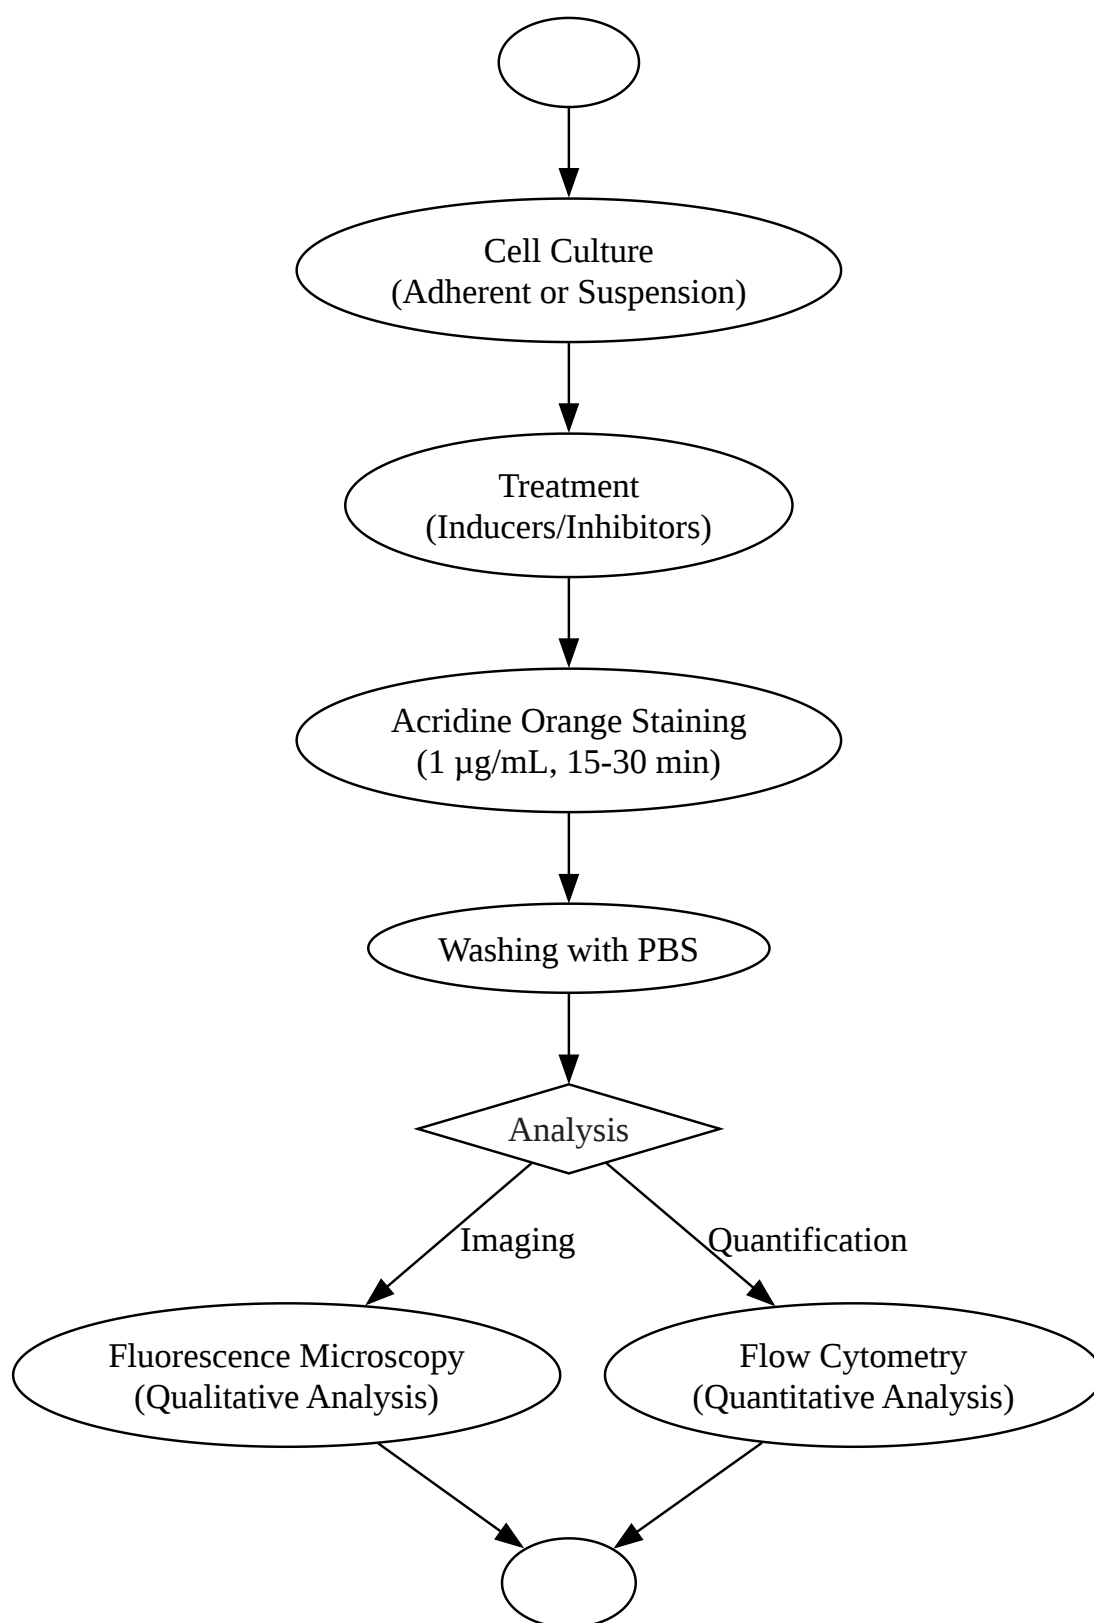 Cell Culture
(Adherent or Suspension)
Treatment
(Inducers/Inhibitors)
Acridine Orange Staining
(1 µg/mL, 15-30 min)
Washing with PBS
Analysis
Imaging
Quantification
Fluorescence Microscopy
(Qualitative Analysis)
Flow Cytometry
(Quantitative Analysis)